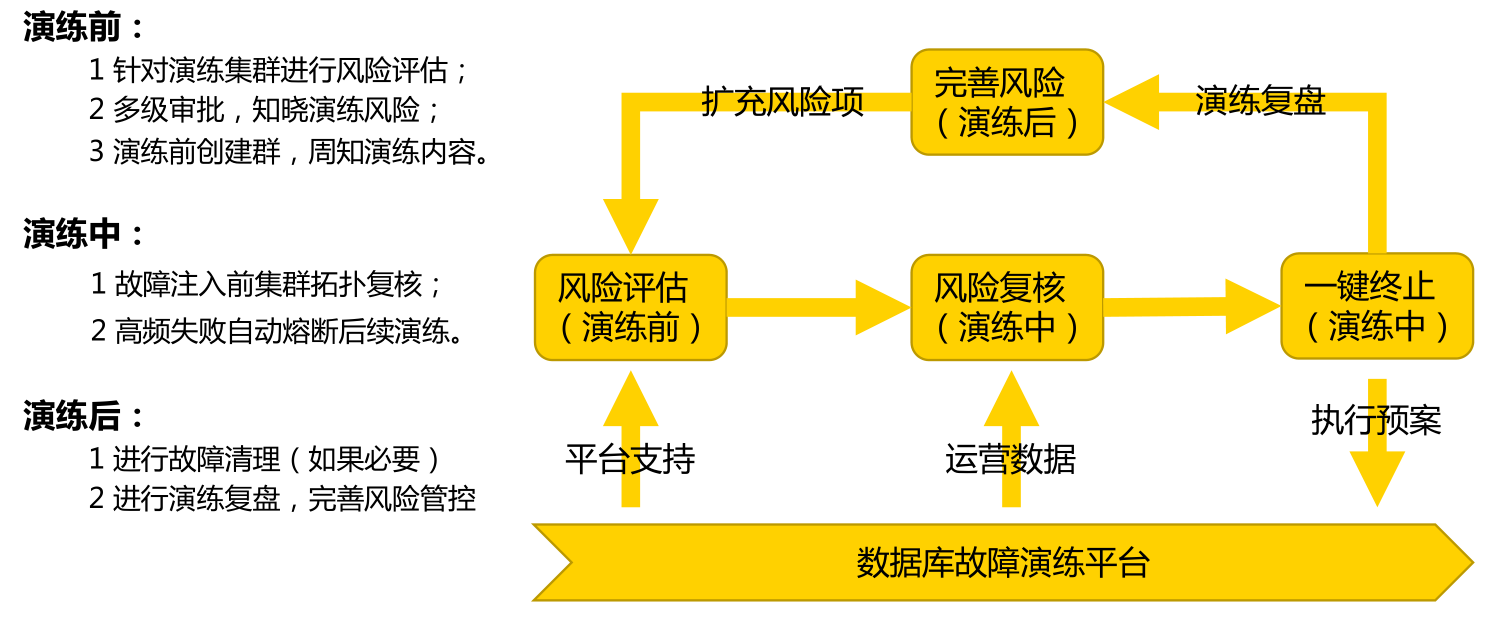 演练前：
1 针对演练集群进行风险评估；
2 多级审批，知晓演练风险；
3 演练前创建群，周知演练内容。
演练中：
1 故障注入前集群拓扑复核；
2 高频失败自动熔断后续演练。
演练后：
1 进行故障清理（如果必要）
2 进行演练复盘，完善风险管控
扩充风险项
完善风险
（演练后）
演练复盘
风险评估
（演练前）
风险复核
（演练中）
一键终止
（演练中）
平台支持
运营数据
执行预案
数据库故障演练平台